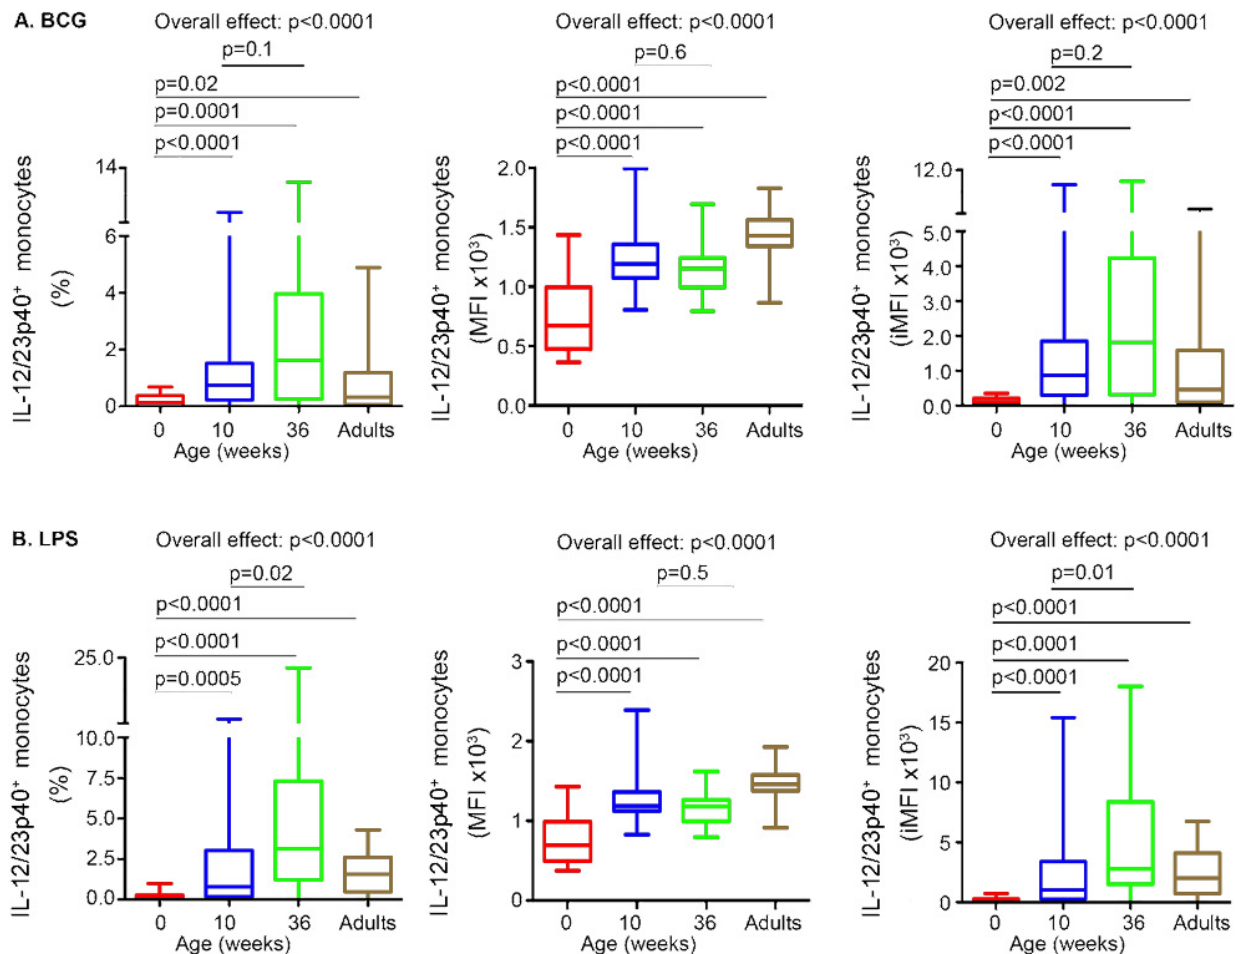 A. BCG
Overall effect: p<0.0001
p=0.1
p=0.02
p=0.0001
p<0.0001
IL-12/23p40⁺ monocytes
(%)
14
6
4
2
0
0 10 36 Adults
Age (weeks)
Overall effect: p<0.0001
p=0.6
p<0.0001
p<0.0001
p<0.0001
IL-12/23p40⁺ monocytes
(MFI x10³)
2.0
1.5
1.0
0.5
0.0
0 10 36 Adults
Age (weeks)
Overall effect: p<0.0001
p=0.2
p=0.002
p<0.0001
p<0.0001
IL-12/23p40⁺ monocytes
(iMFI x10³)
12.0
5.0
4.0
3.0
2.0
1.0
0.0
0 10 36 Adults
Age (weeks)
B. LPS
Overall effect: p<0.0001
p=0.02
p<0.0001
p<0.0001
p=0.0005
IL-12/23p40⁺ monocytes
(%)
25.0
10.0
7.5
5.0
2.5
0.0
0 10 36 Adults
Age (weeks)
Overall effect: p<0.0001
p=0.5
p<0.0001
p<0.0001
p<0.0001
IL-12/23p40⁺ monocytes
(MFI x10³)
3
2
1
0
0 10 36 Adults
Age (weeks)
Overall effect: p<0.0001
p=0.01
p<0.0001
p<0.0001
p<0.0001
IL-12/23p40⁺ monocytes
(iMFI x10³)
20
15
10
5
0
0 10 36 Adults
Age (weeks)